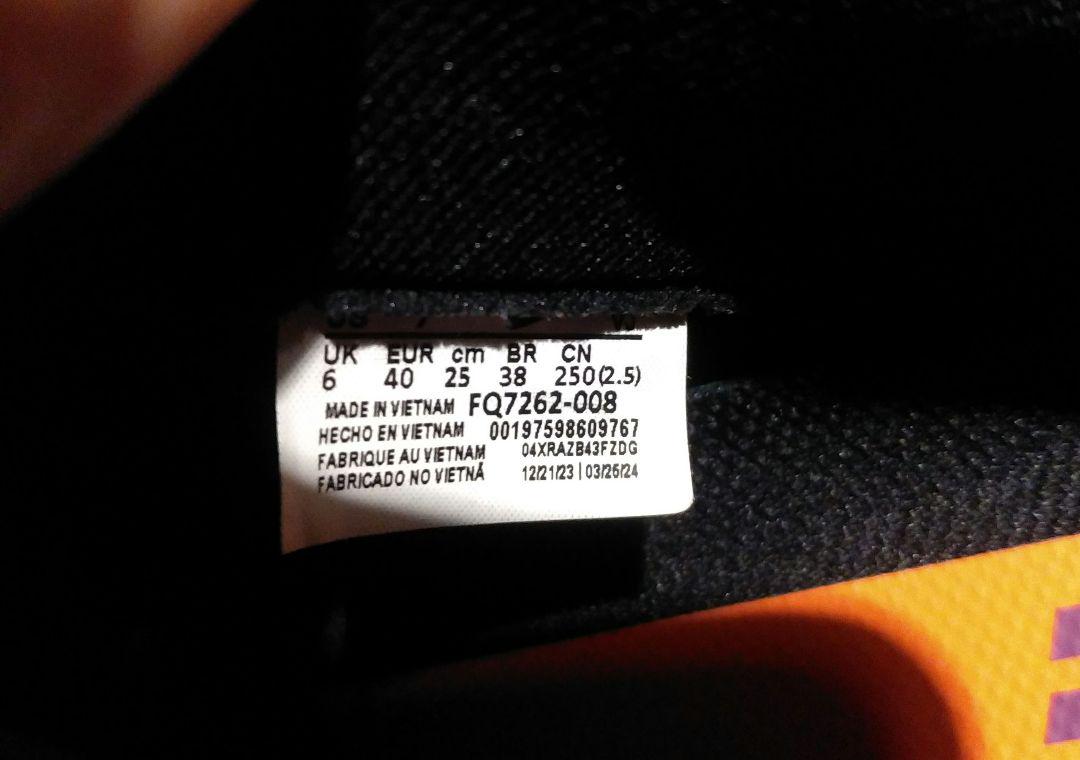 UK EUR cm BR CN
6 40 25 38 250(2.5)
MADE IN VIETNAM FQ7262-008
HECHO EN VIETNAM 00197598609767
FABRIQUE AU VIETNAM 04XRAZB43FZDG
FABRICADO NO VIETNÃ 12/21/23 | 03/26/24